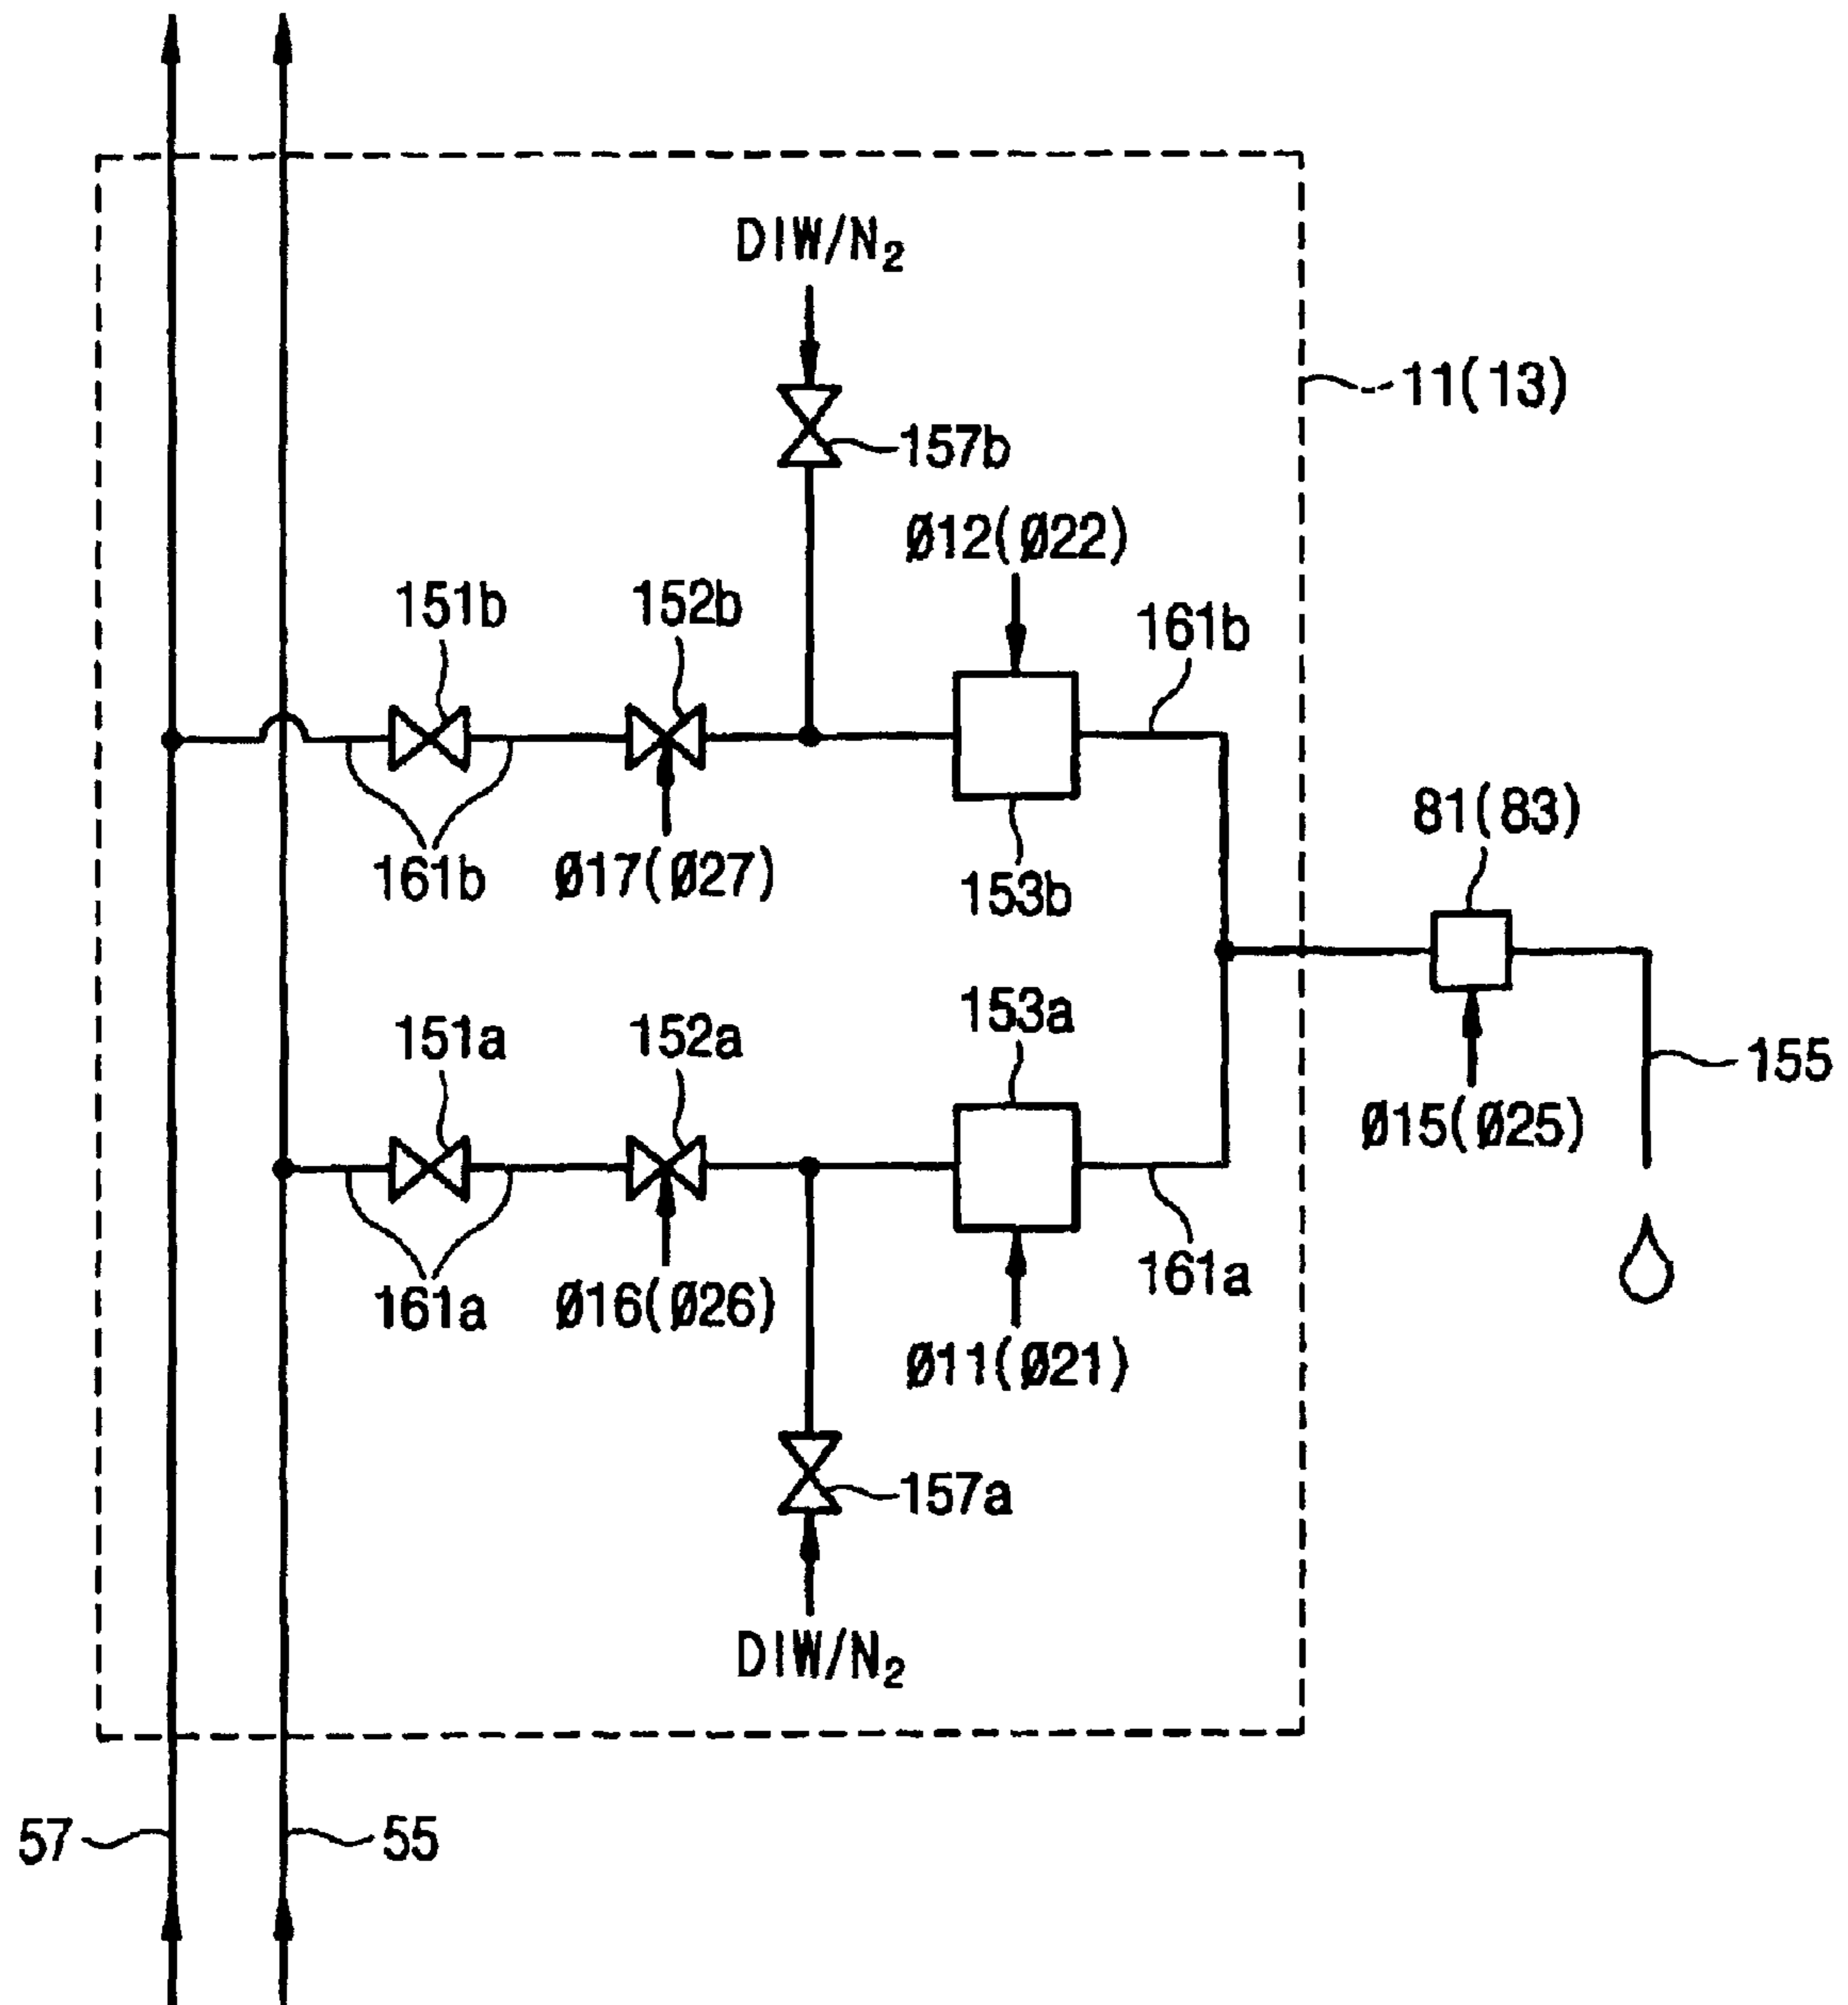 DIW/N₂
11(13)
157b
Ø12(Ø22)
151b
152b
161b
81(83)
161b
Ø17(Ø27)
153b
153a
151a
152a
155
Ø15(Ø25)
161a
161a
Ø16(Ø26)
Ø11(Ø21)
157a
DIW/N₂
57
55